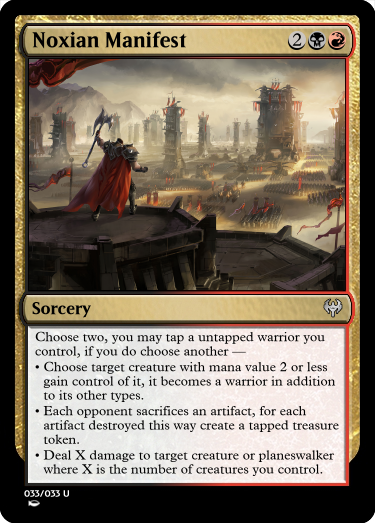 Noxian Manifest 2
Sorcery
Choose two, you may tap a untapped warrior you
control, if you do choose another —
• Choose target creature with mana value 2 or less
gain control of it, it becomes a warrior in addition
to its other types.
• Each opponent sacrifices an artifact, for each
artifact destroyed this way create a tapped treasure
token.
• Deal X damage to target creature or planeswalker
where X is the number of creatures you control.
033/033 U